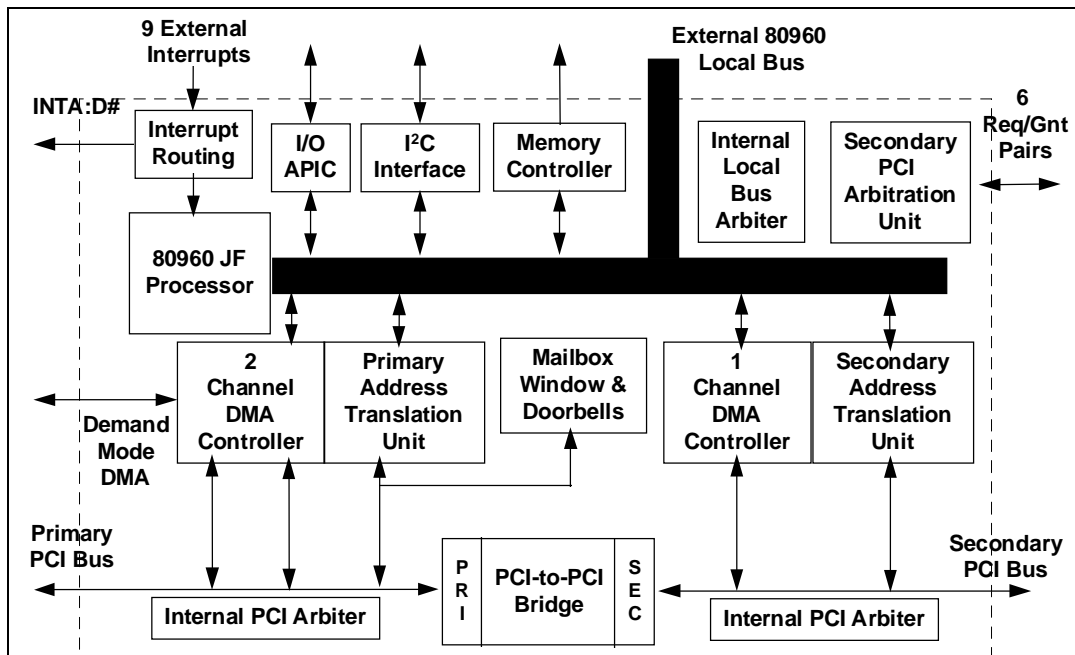 9 External
Interrupts
External 80960
Local Bus
INTA:D#
6
Req/Gnt
Pairs
Interrupt
Routing
I/O
APIC
I²C
Interface
Memory
Controller
Internal
Local
Bus
Arbiter
Secondary
PCI
Arbitration
Unit
80960 JF
Processor
2
Channel
DMA
Controller
Primary
Address
Translation
Unit
Mailbox
Window &
Doorbells
1
Channel
DMA
Controller
Secondary
Address
Translation
Unit
Demand
Mode
DMA
Primary
PCI Bus
PRI
PCI-to-PCI
Bridge
SEC
Secondary
PCI Bus
Internal PCI Arbiter
Internal PCI Arbiter